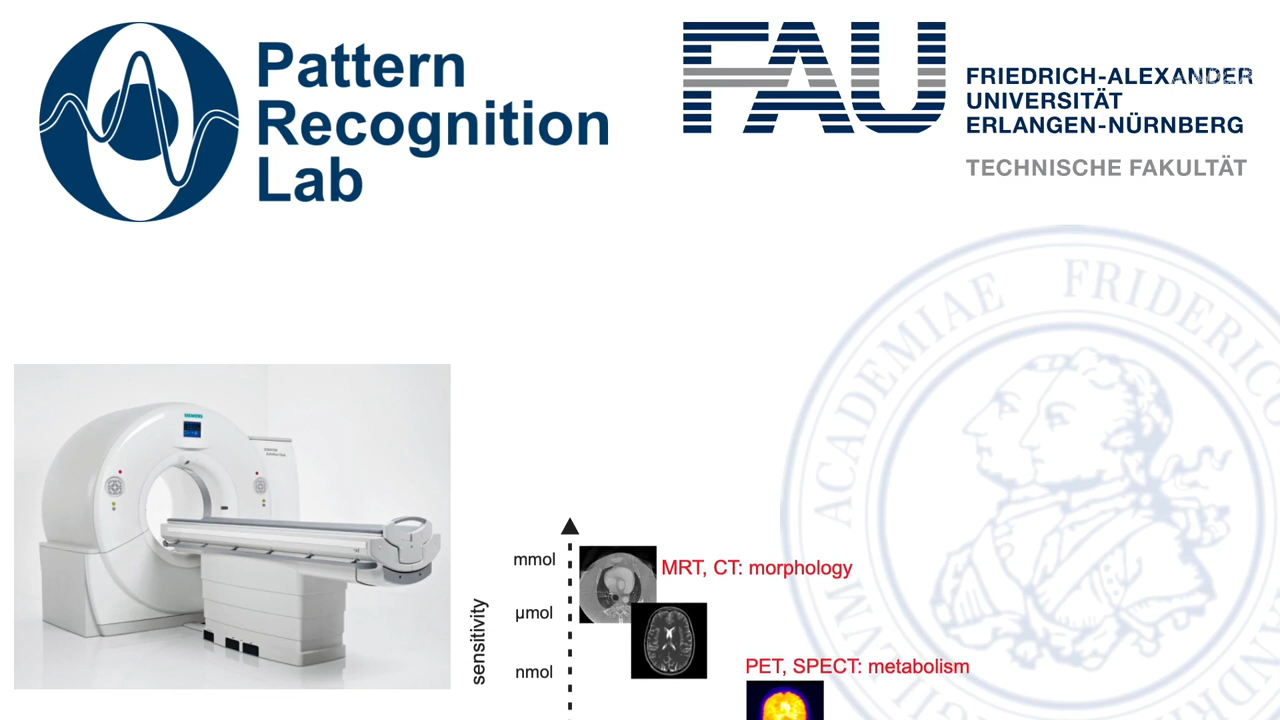 Pattern
Recognition
Lab
FAU
FRIEDRICH-ALEXANDER
UNIVERSITÄT
ERLANGEN-NÜRNBERG
TECHNISCHE FAKULTÄT
ACADEMIAE FRIDERICO
SIEMENS
mmol
MRT, CT: morphology
µmol
sensitivity
PET, SPECT: metabolism
nmol